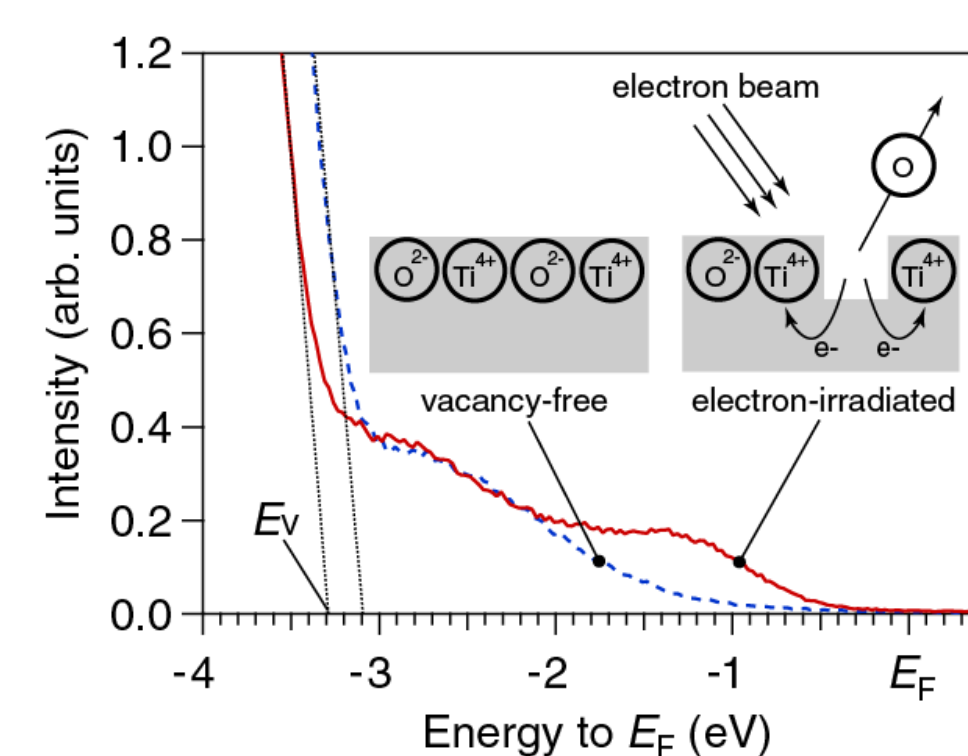 1.2
1.0
0.8
0.6
0.4
0.2
0.0
Intensity (arb. units)
electron beam
O
O2- Ti4+ O2- Ti4+
O2- Ti4+ Ti4+
e- e-
vacancy-free
electron-irradiated
Ev
-4 -3 -2 -1 EF
Energy to EF (eV)